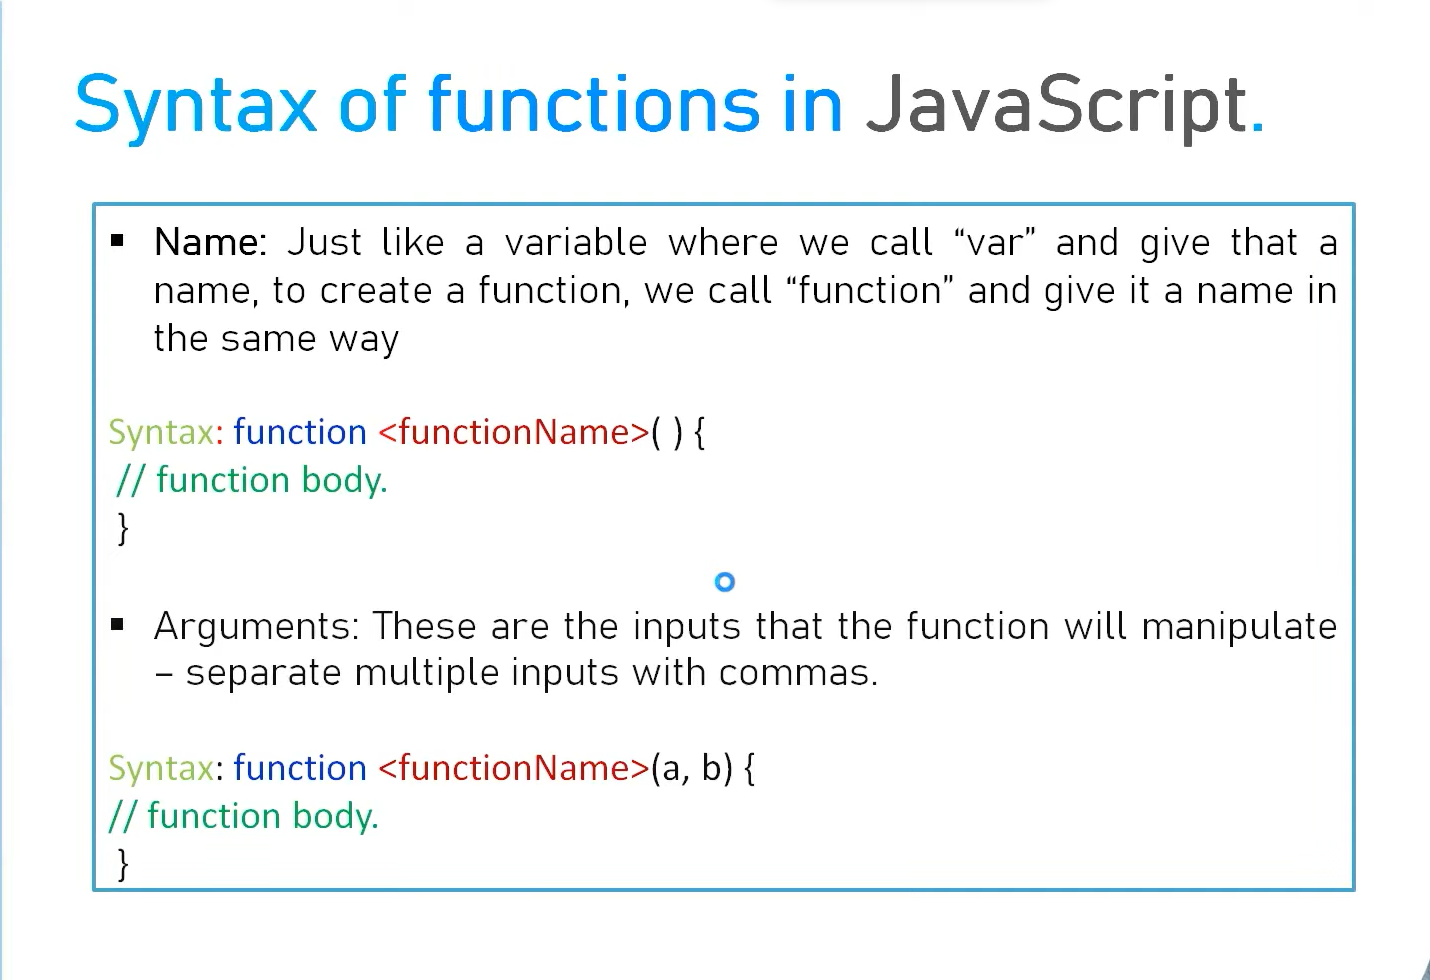 Syntax of functions in JavaScript.
▪ Name: Just like a variable where we call “var” and give that a
name, to create a function, we call “function” and give it a name in
the same way
Syntax: function <functionName>( ) {
// function body.
}
▪ Arguments: These are the inputs that the function will manipulate
– separate multiple inputs with commas.
Syntax: function <functionName>(a, b) {
// function body.
}